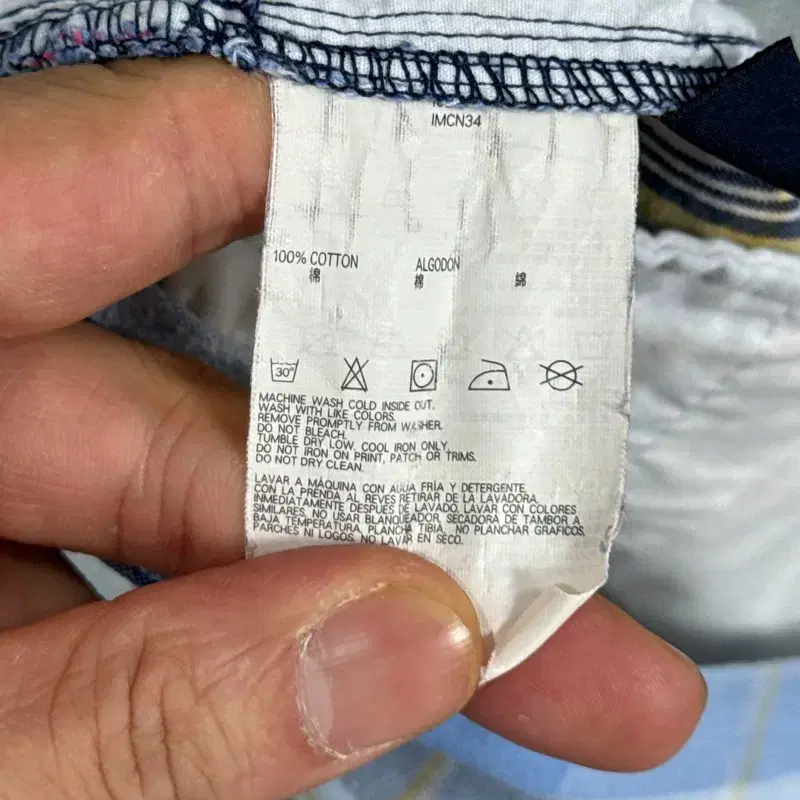 IMCN34
100% COTTON ALGODON
棉 棉 綿
30°
MACHINE WASH COLD INSIDE OUT.
WASH WITH LIKE COLORS.
REMOVE PROMPTLY FROM WASHER.
DO NOT BLEACH.
TUMBLE DRY LOW, COOL IRON ONLY,
DO NOT IRON ON PRINT, PATCH OR TRIMS.
DO NOT DRY CLEAN.
LAVAR A MÁQUINA CON AGUA FRÍA Y DETERGENTE,
CON LA PRENDA AL REVES RETIRAR DE LA LAVADORA
INMEDIATAMENTE DESPUES DE LAVADO. LAVAR CON COLORES
SIMILARES. NO USAR BLANQUEADOR, SECADORA DE TAMBOR A
BAJA TEMPERATURA. PLANCHA TIBIA. NO PLANCHAR GRAFICOS,
PARCHES NI LOGOS. NO LAVAR EN SECO.